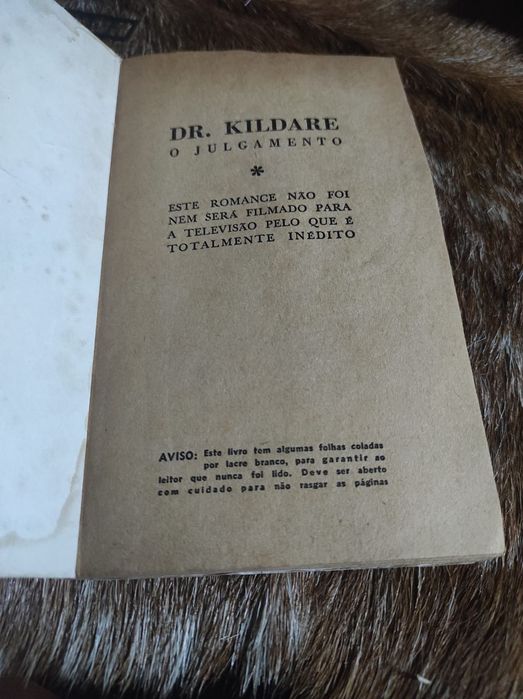 DR. KILDARE
O JULGAMENTO
*
ESTE ROMANCE NÃO FOI
NEM SERÁ FILMADO PARA
A TELEVISÃO PELO QUE É
TOTALMENTE INÉDITO
AVISO: Este livro tem algumas folhas coladas
por lacre branco, para garantir ao
leitor que nunca foi lido. Deve ser aberto
com cuidado para não rasgar as páginas